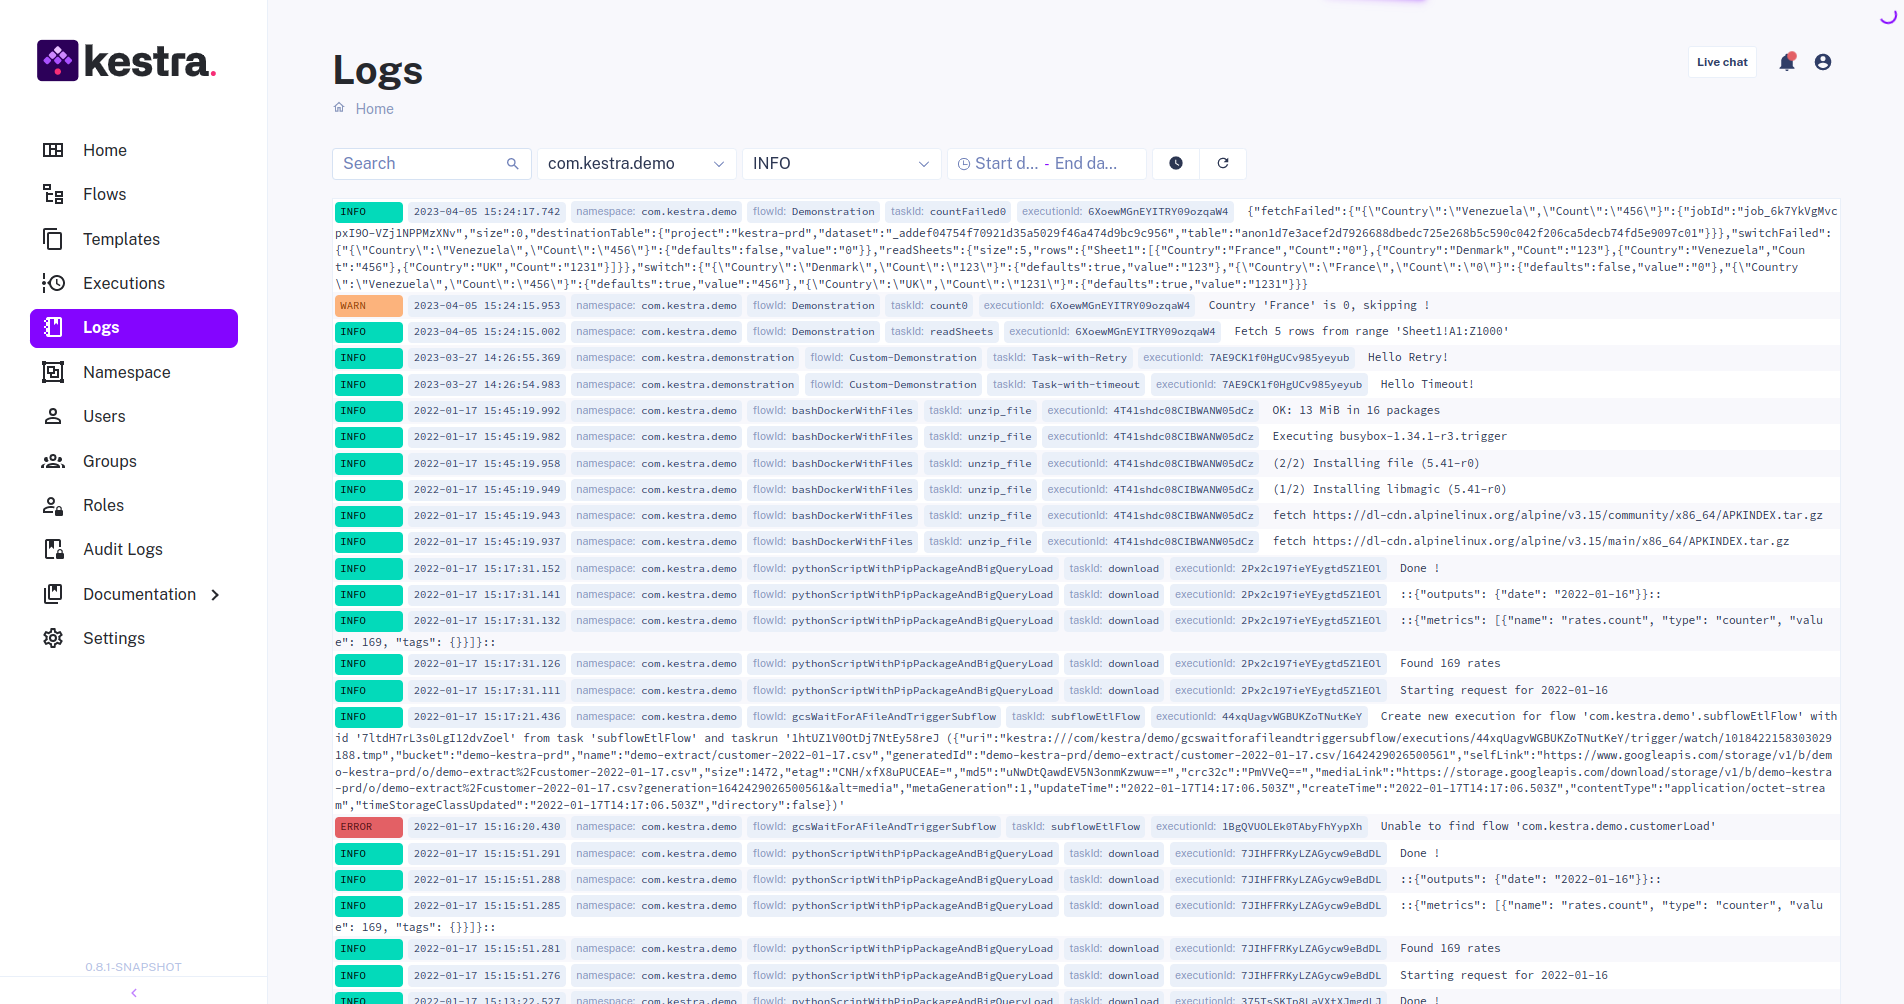 kestra.
Home
Flows
Templates
Executions
Logs
Namespace
Users
Groups
Roles
Audit Logs
Documentation
Settings
0.8.1-SNAPSHOT
Logs
Home
Live chat
Search com.kestra.demo INFO Start d... - End da...
INFO 2023-04-05 15:24:17.742 namespace: com.kestra.demo flowId: Demonstration taskId: countFailed0 executionId: 6XoewMGnEYITRY09ozqaW4 {"fetchFailed":{"{\"Country\":\"Venezuela\",\"Count\":\"456\"}":{"jobId":"job_6k7YkVgMvc
pxI9O-VZj1NPPMzXNv","size":0,"destinationTable":{"project":"kestra-prd","dataset":"_addef04754f70921d35a5029f46a474d9bc9c956","table":"anon1d7e3acef2d7926688dbedc725e268b5c590c042f206ca5decb74fd5e9097c01"}}},"switchFailed":
{"{\"Country\":\"Venezuela\",\"Count\":\"456\"}":{"defaults":false,"value":"0"}},"readSheets":{"size":5,"rows":{"Sheet1":[{"Country":"France","Count":"0"},{"Country":"Denmark","Count":"123"},{"Country":"Venezuela","Coun
t":"456"},{"Country":"UK","Count":"1231"}]}},"switch":{"{\"Country\":\"Denmark\",\"Count\":\"123\"}":{"defaults":true,"value":"123"},"{\"Country\":\"France\",\"Count\":\"0\"}":{"defaults":false,"value":"0"},"{\"Country
\":\"Venezuela\",\"Count\":\"456\"}":{"defaults":true,"value":"456"},"{\"Country\":\"UK\",\"Count\":\"1231\"}":{"defaults":true,"value":"1231"}}}
WARN 2023-04-05 15:24:15.953 namespace: com.kestra.demo flowId: Demonstration taskId: count0 executionId: 6XoewMGnEYITRY09ozqaW4 Country 'France' is 0, skipping !
INFO 2023-04-05 15:24:15.002 namespace: com.kestra.demo flowId: Demonstration taskId: readSheets executionId: 6XoewMGnEYITRY09ozqaW4 Fetch 5 rows from range 'Sheet1!A1:Z1000'
INFO 2023-03-27 14:26:55.369 namespace: com.kestra.demonstration flowId: Custom-Demonstration taskId: Task-with-Retry executionId: 7AE9CK1f0HgUCv985yeyub Hello Retry!
INFO 2023-03-27 14:26:54.983 namespace: com.kestra.demonstration flowId: Custom-Demonstration taskId: Task-with-timeout executionId: 7AE9CK1f0HgUCv985yeyub Hello Timeout!
INFO 2022-01-17 15:45:19.992 namespace: com.kestra.demo flowId: bashDockerWithFiles taskId: unzip_file executionId: 4T41shdc08CIBWANW05dCz OK: 13 MiB in 16 packages
INFO 2022-01-17 15:45:19.982 namespace: com.kestra.demo flowId: bashDockerWithFiles taskId: unzip_file executionId: 4T41shdc08CIBWANW05dCz Executing busybox-1.34.1-r3.trigger
INFO 2022-01-17 15:45:19.958 namespace: com.kestra.demo flowId: bashDockerWithFiles taskId: unzip_file executionId: 4T41shdc08CIBWANW05dCz (2/2) Installing file (5.41-r0)
INFO 2022-01-17 15:45:19.949 namespace: com.kestra.demo flowId: bashDockerWithFiles taskId: unzip_file executionId: 4T41shdc08CIBWANW05dCz (1/2) Installing libmagic (5.41-r0)
INFO 2022-01-17 15:45:19.943 namespace: com.kestra.demo flowId: bashDockerWithFiles taskId: unzip_file executionId: 4T41shdc08CIBWANW05dCz fetch https://dl-cdn.alpinelinux.org/alpine/v3.15/community/x86_64/APKINDEX.tar.gz
INFO 2022-01-17 15:45:19.937 namespace: com.kestra.demo flowId: bashDockerWithFiles taskId: unzip_file executionId: 4T41shdc08CIBWANW05dCz fetch https://dl-cdn.alpinelinux.org/alpine/v3.15/main/x86_64/APKINDEX.tar.gz
INFO 2022-01-17 15:17:31.152 namespace: com.kestra.demo flowId: pythonScriptWithPipPackageAndBigQueryLoad taskId: download executionId: 2Px2c197ieYEygtd5Z1EOl Done !
INFO 2022-01-17 15:17:31.141 namespace: com.kestra.demo flowId: pythonScriptWithPipPackageAndBigQueryLoad taskId: download executionId: 2Px2c197ieYEygtd5Z1EOl ::{"outputs": {"date": "2022-01-16"}}::
INFO 2022-01-17 15:17:31.132 namespace: com.kestra.demo flowId: pythonScriptWithPipPackageAndBigQueryLoad taskId: download executionId: 2Px2c197ieYEygtd5Z1EOl ::{"metrics": [{"name": "rates.count", "type": "counter", "valu
e": 169, "tags": {}}]}::
INFO 2022-01-17 15:17:31.126 namespace: com.kestra.demo flowId: pythonScriptWithPipPackageAndBigQueryLoad taskId: download executionId: 2Px2c197ieYEygtd5Z1EOl Found 169 rates
INFO 2022-01-17 15:17:31.111 namespace: com.kestra.demo flowId: pythonScriptWithPipPackageAndBigQueryLoad taskId: download executionId: 2Px2c197ieYEygtd5Z1EOl Starting request for 2022-01-16
INFO 2022-01-17 15:17:21.436 namespace: com.kestra.demo flowId: gcsWaitForAFileAndTriggerSubflow taskId: subflowEtlFlow executionId: 44xqUagvWGBUKZoTNutKeY Create new execution for flow 'com.kestra.demo'.subflowEtlFlow' with
id '7ltdH7rL3s0LgI12dvZoel' from task 'subflowEtlFlow' and taskrun '1htUZ1V0OtDj7NtEy58reJ ({"uri":"kestra:///com/kestra/demo/gcswaitforafileandtriggersubflow/executions/44xqUagvWGBUKZoTNutKeY/trigger/watch/1018422158303029
188.tmp","bucket":"demo-kestra-prd","name":"demo-extract/customer-2022-01-17.csv","generatedId":"demo-kestra-prd/demo-extract/customer-2022-01-17.csv/1642429026500561","selfLink":"https://www.googleapis.com/storage/v1/b/dem
o-kestra-prd/o/demo-extract%2Fcustomer-2022-01-17.csv","size":1472,"etag":"CNH/xfX8uPUCEAE=","md5":"uNwDtQawdEV5N3onmKzwuw==","crc32c":"PmVVeQ==","mediaLink":"https://storage.googleapis.com/download/storage/v1/b/demo-kestra
-prd/o/demo-extract%2Fcustomer-2022-01-17.csv?generation=1642429026500561&alt=media","metaGeneration":1,"updateTime":"2022-01-17T14:17:06.503Z","createTime":"2022-01-17T14:17:06.503Z","contentType":"application/octet-strea
m","timeStorageClassUpdated":"2022-01-17T14:17:06.503Z","directory":false})'
ERROR 2022-01-17 15:16:20.430 namespace: com.kestra.demo flowId: gcsWaitForAFileAndTriggerSubflow taskId: subflowEtlFlow executionId: 1BgQVUOLEk0TAbyFhYypXh Unable to find flow 'com.kestra.demo.customerLoad'
INFO 2022-01-17 15:15:51.291 namespace: com.kestra.demo flowId: pythonScriptWithPipPackageAndBigQueryLoad taskId: download executionId: 7JIHFFRKyLZAGycw9eBdDL Done !
INFO 2022-01-17 15:15:51.288 namespace: com.kestra.demo flowId: pythonScriptWithPipPackageAndBigQueryLoad taskId: download executionId: 7JIHFFRKyLZAGycw9eBdDL ::{"outputs": {"date": "2022-01-16"}}::
INFO 2022-01-17 15:15:51.285 namespace: com.kestra.demo flowId: pythonScriptWithPipPackageAndBigQueryLoad taskId: download executionId: 7JIHFFRKyLZAGycw9eBdDL ::{"metrics": [{"name": "rates.count", "type": "counter", "valu
e": 169, "tags": {}}]}::
INFO 2022-01-17 15:15:51.281 namespace: com.kestra.demo flowId: pythonScriptWithPipPackageAndBigQueryLoad taskId: download executionId: 7JIHFFRKyLZAGycw9eBdDL Found 169 rates
INFO 2022-01-17 15:15:51.276 namespace: com.kestra.demo flowId: pythonScriptWithPipPackageAndBigQueryLoad taskId: download executionId: 7JIHFFRKyLZAGycw9eBdDL Starting request for 2022-01-16
INFO 2022-01-17 15:13:22.527 namespace: com.kestra.demo flowId: pythonScriptWithPipPackageAndBigQueryLoad taskId: download executionId: Done !